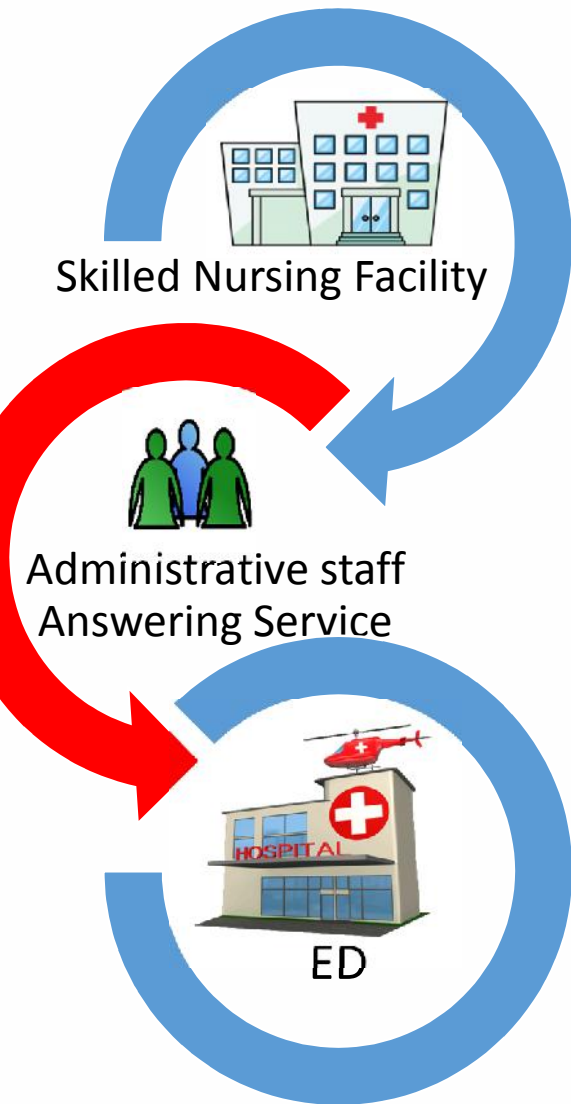 Skilled Nursing Facility
Administrative staff
Answering Service
HOSPITAL
ED